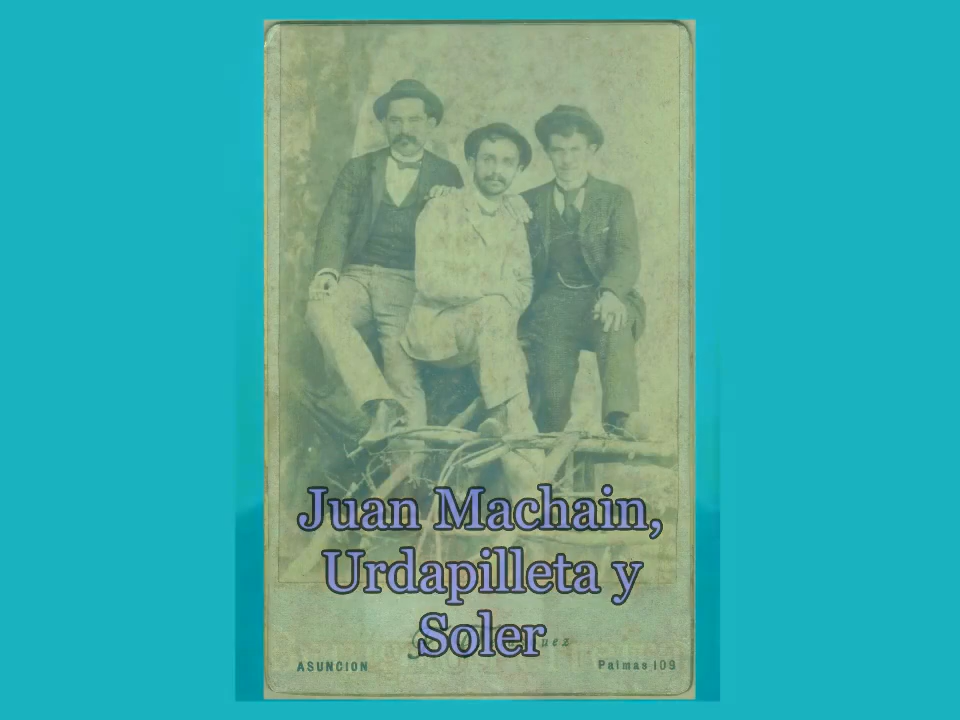 Juan Machain,
Urdapilleta y
Soler
ASUNCION
Palmas 109